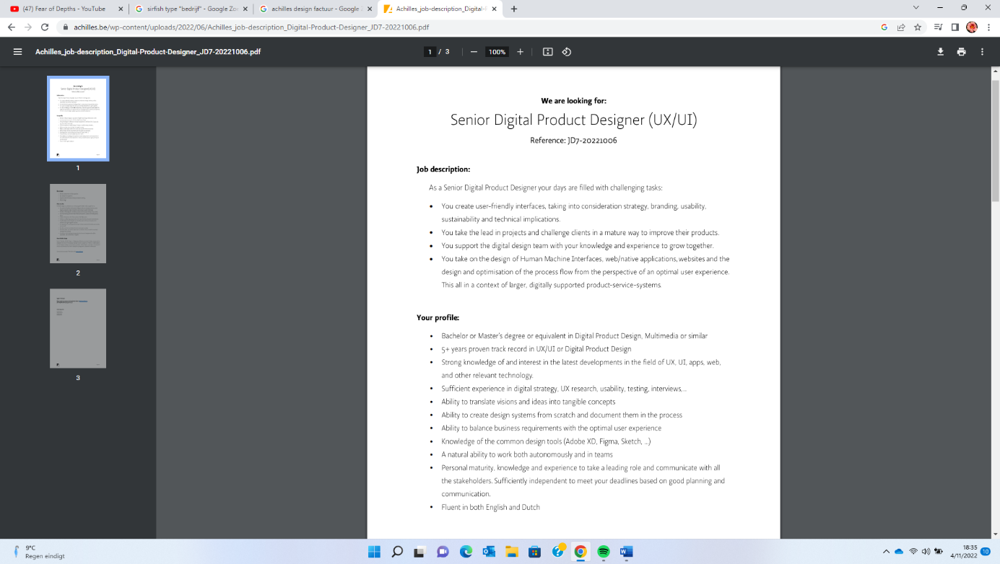 (47) Fear of Depths - YouTube
sirfish type "bedrijf" - Google Zo
achilles design factuur - Google
Achilles_job-description_Digital-
achilles.be/wp-content/uploads/2022/06/Achilles_job-description_Digital-Product-Designer_JD7-20221006.pdf
Achilles_job-description_Digital-Product-Designer_JD7-20221006.pdf
1 / 3
100%
1
2
3
We are looking for:
Senior Digital Product Designer (UX/UI)
Reference: JD7-20221006
Job description:
As a Senior Digital Product Designer your days are filled with challenging tasks:
• You create user-friendly interfaces, taking into consideration strategy, branding, usability,
sustainability and technical implications.
• You take the lead in projects and challenge clients in a mature way to improve their products.
• You support the digital design team with your knowledge and experience to grow together.
• You take on the design of Human Machine Interfaces, web/native applications, websites and the
design and optimisation of the process flow from the perspective of an optimal user experience.
This all in a context of larger, digitally supported product-service-systems.
Your profile:
• Bachelor or Master's degree or equivalent in Digital Product Design, Multimedia or similar
• 5+ years proven track record in UX/UI or Digital Product Design
• Strong knowledge of and interest in the latest developments in the field of UX, UI, apps, web,
and other relevant technology.
• Sufficient experience in digital strategy, UX research, usability, testing, interviews,...
• Ability to translate visions and ideas into tangible concepts
• Ability to create design systems from scratch and document them in the process
• Ability to balance business requirements with the optimal user experience
• Knowledge of the common design tools (Adobe XD, Figma, Sketch, ...)
• A natural ability to work both autonomously and in teams
• Personal maturity, knowledge and experience to take a leading role and communicate with all
the stakeholders. Sufficiently independent to meet your deadlines based on good planning and
communication.
• Fluent in both English and Dutch
9°C
Regen eindigt
18:35
4/11/2022
10